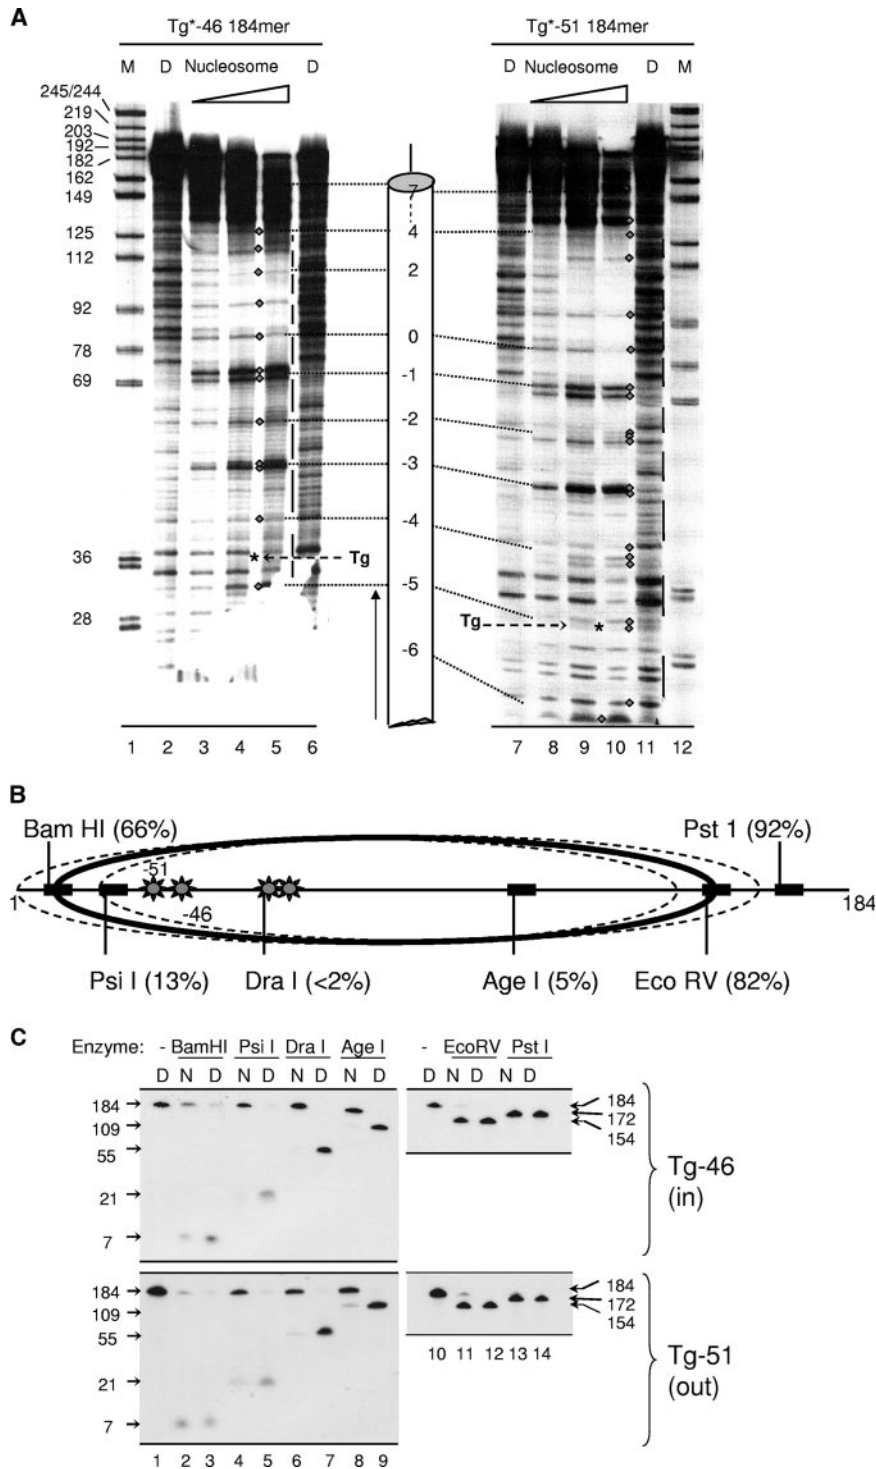 A
Tg*-46 184mer
Tg*-51 184mer
M D Nucleosome D
D Nucleosome D M
245/244
219
203
192
182
162
149
125
112
92
78
69
36
28
7
4
2
0
-1
-2
-3
-4
-5
-6
* Tg
Tg *
1 2 3 4 5 6
7 8 9 10 11 12
B
Bam HI (66%)
Pst 1 (92%)
-51
-46
1
184
Psi I (13%)
Dra I (<2%)
Age I (5%)
Eco RV (82%)
C
Enzyme: - BamHI Psi I Dra I Age I - EcoRV Pst I
D N D N D N D N D
D N D N D
184
109
55
21
7
184
172
154
Tg-46
(in)
184
109
55
21
7
184
172
154
Tg-51
(out)
10 11 12 13 14
1 2 3 4 5 6 7 8 9